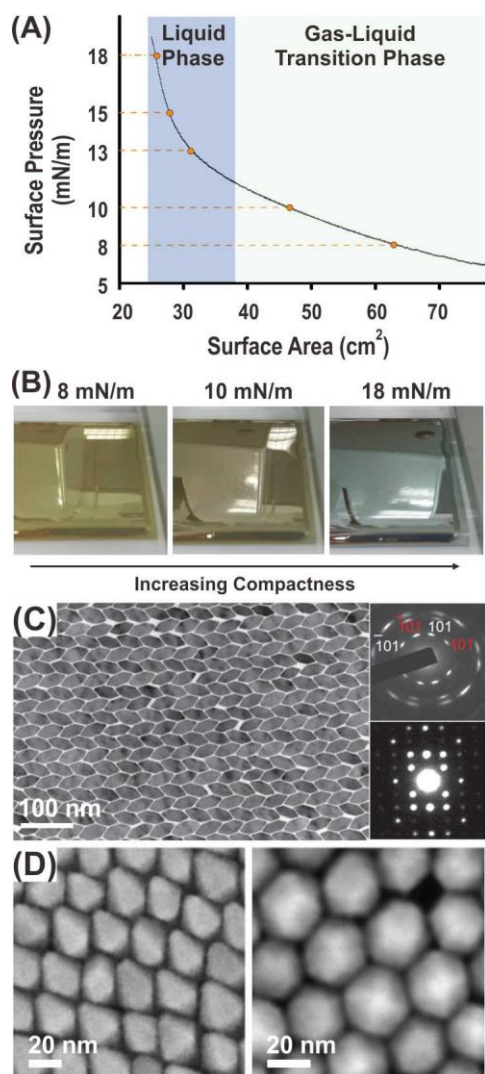 (A)
Liquid
Phase
Gas-Liquid
Transition Phase
Surface Pressure
(mN/m)
18
15
13
10
8
5
20 30 40 50 60 70
Surface Area (cm²)
(B) 8 mN/m 10 mN/m 18 mN/m
Increasing Compactness
(C)
100 nm
101 101 101 101
(D)
20 nm
20 nm